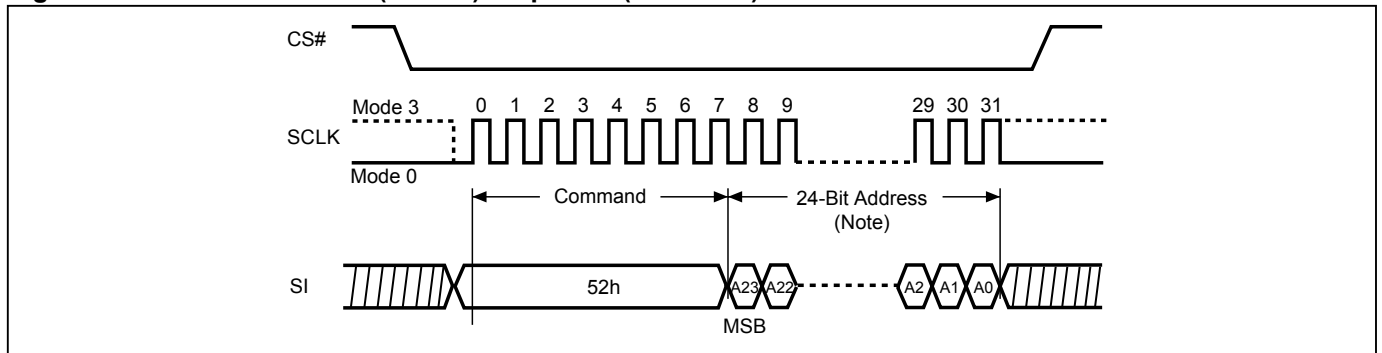 CS#
Mode 3
0 1 2 3 4 5 6 7 8 9 29 30 31
SCLK
Mode 0
Command
24-Bit Address
(Note)
SI
52h
A23 A22 A2 A1 A0
MSB